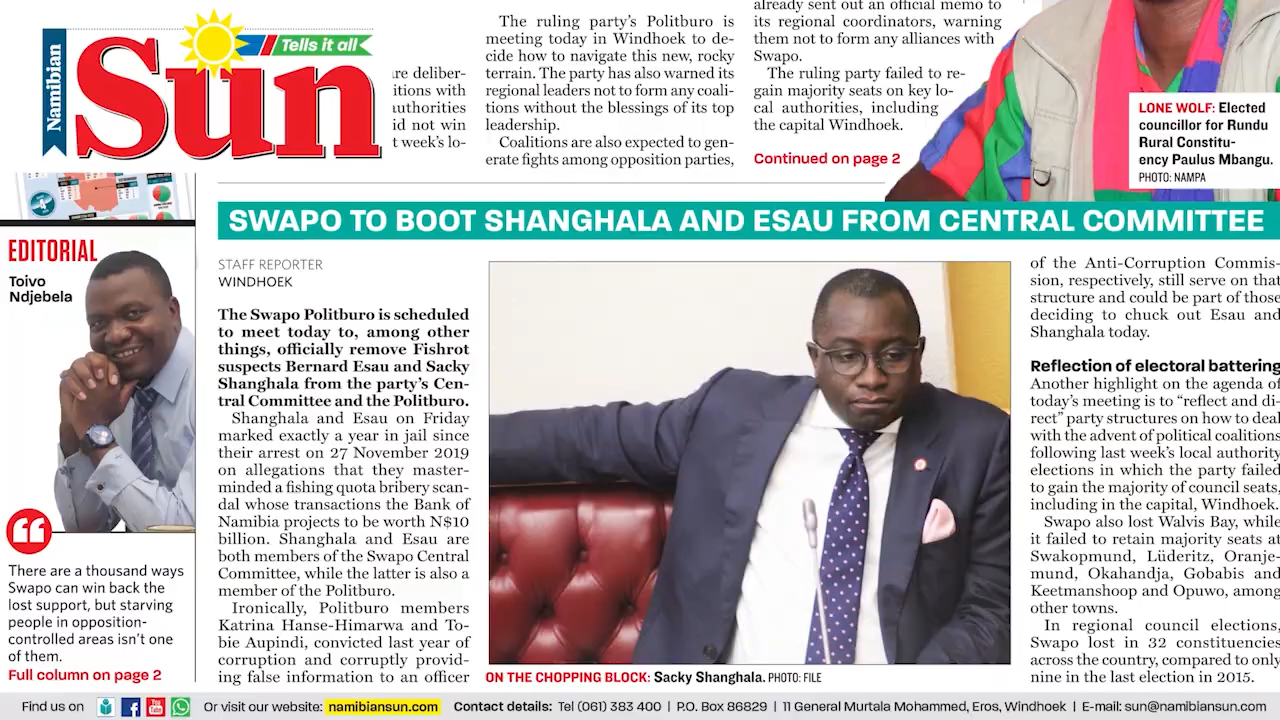 Namibian
Sun
Tells it all
re deliber-
itions with
uthorities
id not win
t week's lo-
The ruling party's Politburo is
meeting today in Windhoek to de-
cide how to navigate this new, rocky
terrain. The party has also warned its
regional leaders not to form any coali-
tions without the blessings of its top
leadership.
Coalitions are also expected to gen-
erate fights among opposition parties,
already sent out an official memo to
its regional coordinators, warning
them not to form any alliances with
Swapo.
The ruling party failed to re-
gain majority seats on key lo-
cal authorities, including
the capital Windhoek.
Continued on page 2
LONE WOLF: Elected
councillor for Rundu
Rural Constitu-
ency Paulus Mbangu.
PHOTO: NAMPA
EDITORIAL
Toivo
Ndjebela
There are a thousand ways
Swapo can win back the
lost support, but starving
people in opposition-
controlled areas isn't one
of them.
Full column on page 2
SWAPO TO BOOT SHANGHALA AND ESAU FROM CENTRAL COMMITTEE
STAFF REPORTER
WINDHOEK
The Swapo Politburo is scheduled
to meet today to, among other
things, officially remove Fishrot
suspects Bernard Esau and Sacky
Shanghala from the party's Cen-
tral Committee and the Politburo.
Shanghala and Esau on Friday
marked exactly a year in jail since
their arrest on 27 November 2019
on allegations that they master-
minded a fishing quota bribery scan-
dal whose transactions the Bank of
Namibia projects to be worth N$10
billion. Shanghala and Esau are
both members of the Swapo Central
Committee, while the latter is also a
member of the Politburo.
Ironically, Politburo members
Katrina Hanse-Himarwa and To-
bie Aupindi, convicted last year of
corruption and corruptly provid-
ing false information to an officer
ON THE CHOPPING BLOCK: Sacky Shanghala. PHOTO: FILE
of the Anti-Corruption Commis-
sion, respectively, still serve on that
structure and could be part of those
deciding to chuck out Esau and
Shanghala today.
Reflection of electoral battering
Another highlight on the agenda of
today's meeting is to "reflect and di-
rect" party structures on how to deal
with the advent of political coalitions
following last week's local authority
elections in which the party failed
to gain the majority of council seats,
including in the capital, Windhoek.
Swapo also lost Walvis Bay, while
it failed to retain majority seats at
Swakopmund, Lüderitz, Oranje-
mund, Okahandja, Gobabis and
Keetmanshoop and Opuwo, among
other towns.
In regional council elections,
Swapo lost in 32 constituencies
across the country, compared to only
nine in the last election in 2015.
Find us on You Tube Or visit our website: namibiansun.com Contact details: Tel (061) 383 400 | P.O. Box 86829 | 11 General Murtala Mohammed, Eros, Windhoek | E-mail: sun@namibiansun.com